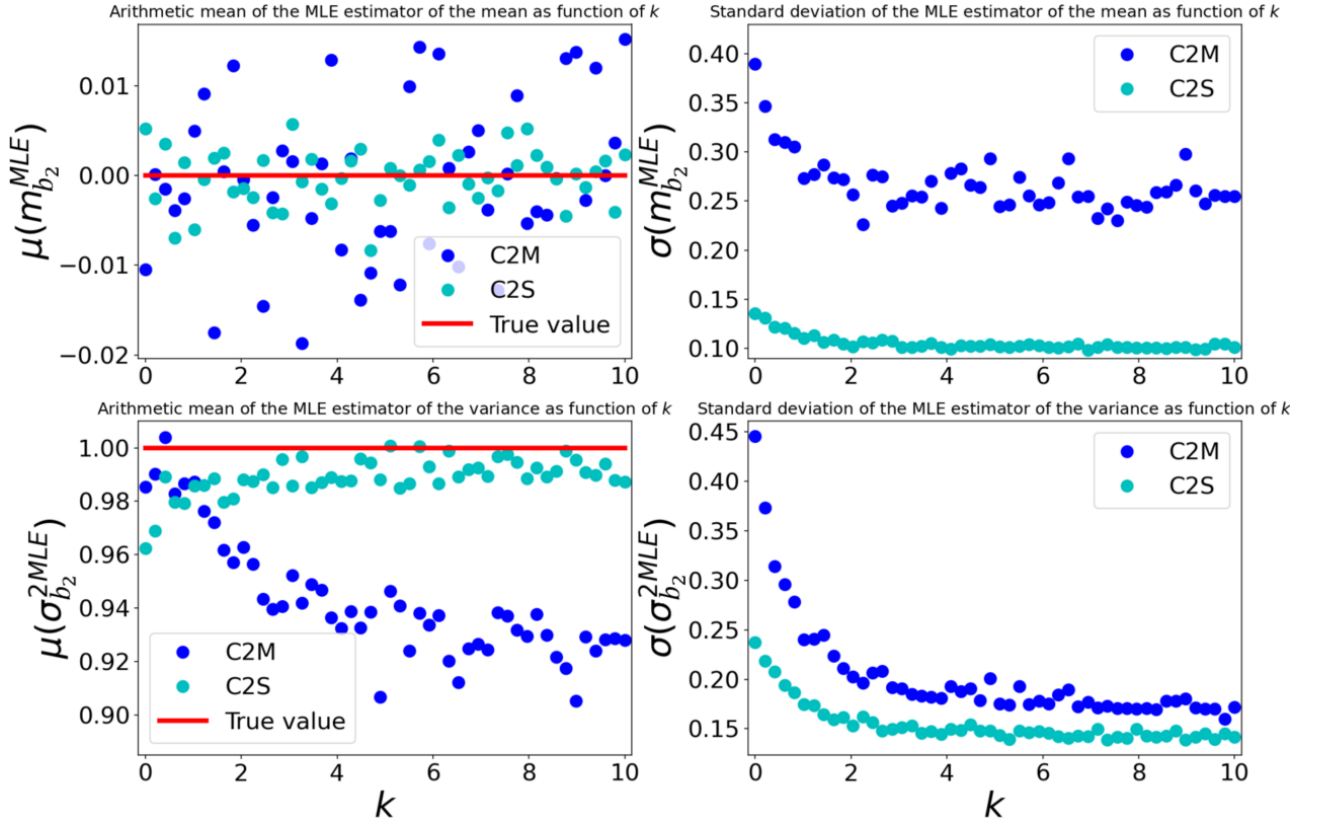 Arithmetic mean of the MLE estimator of the mean as function of k
μ(m_{b_2}^{MLE})
0.01
0.00
−0.01
−0.02
C2M
C2S
True value
0 2 4 6 8 10
Standard deviation of the MLE estimator of the mean as function of k
σ(m_{b_2}^{MLE})
0.40
0.35
0.30
0.25
0.20
0.15
0.10
C2M
C2S
0 2 4 6 8 10
Arithmetic mean of the MLE estimator of the variance as function of k
μ(σ_{b_2}^{2MLE})
1.00
0.98
0.96
0.94
0.92
0.90
C2M
C2S
True value
0 2 4 6 8 10
k
Standard deviation of the MLE estimator of the variance as function of k
σ(σ_{b_2}^{2MLE})
0.45
0.40
0.35
0.30
0.25
0.20
0.15
C2M
C2S
0 2 4 6 8 10
k